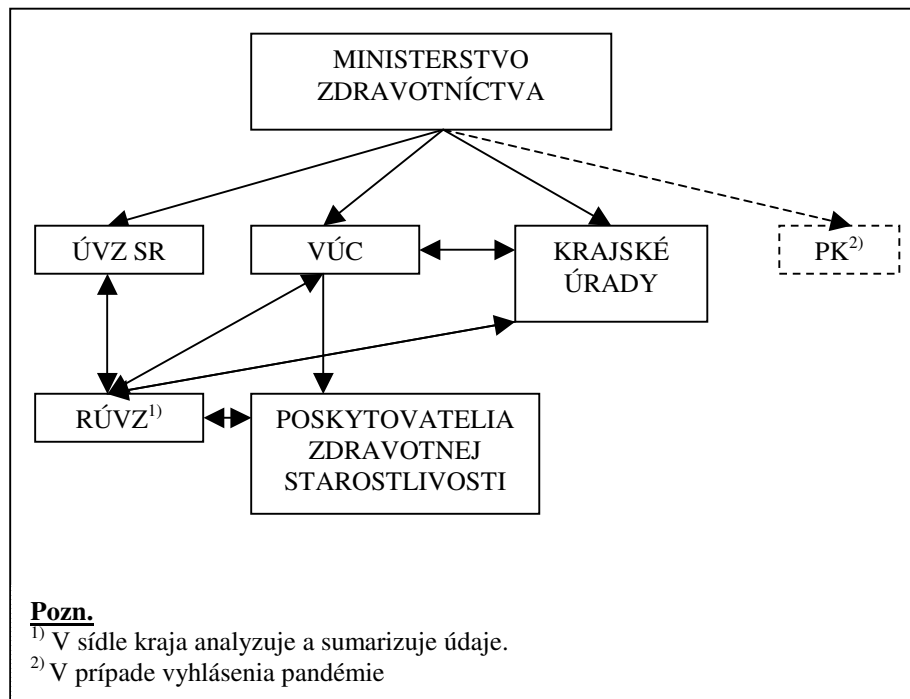 MINISTERSTVO
ZDRAVOTNÍCTVA
ÚVZ SR
VÚC
KRAJSKÉ
ÚRADY
PK2)
RÚVZ1)
POSKYTOVATELIA
ZDRAVOTNEJ
STAROSTLIVOSTI
Pozn.
1) V sídle kraja analyzuje a sumarizuje údaje.
2) V prípade vyhlásenia pandémie